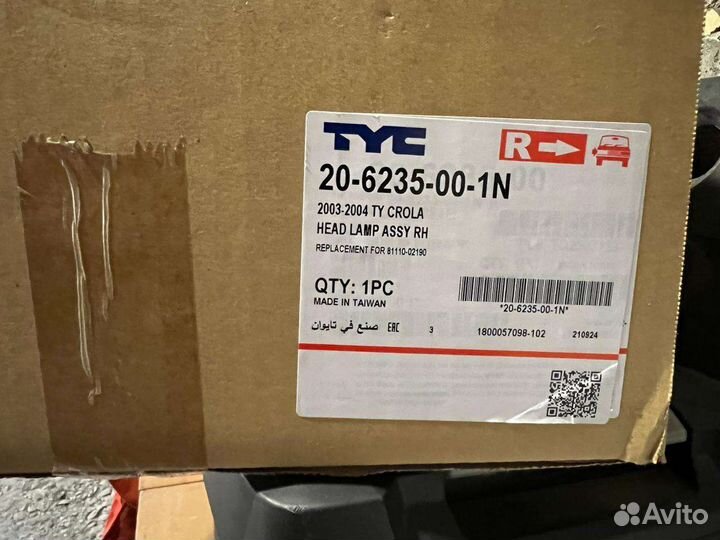 TYC
R
20-6235-00-1N
2003-2004 TY CROLA
HEAD LAMP ASSY RH
REPLACEMENT FOR 81110-02190
QTY: 1PC
MADE IN TAIWAN
*20-6235-00-1N*
صنع في تايوان EAC 3 1800057098-102 210924
Avito